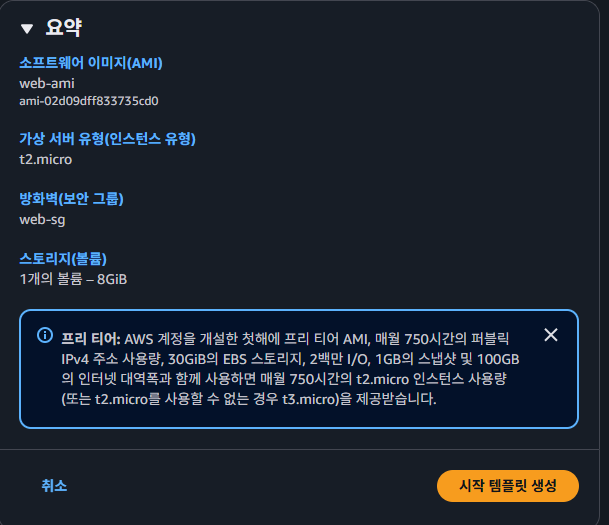 요약
소프트웨어 이미지(AMI)
web-ami
ami-02d09dff833735cd0
가상 서버 유형(인스턴스 유형)
t2.micro
방화벽(보안 그룹)
web-sg
스토리지(볼륨)
1개의 볼륨 – 8GiB
프리 티어: AWS 계정을 개설한 첫해에 프리 티어 AMI, 매월 750시간의 퍼블릭
IPv4 주소 사용량, 30GiB의 EBS 스토리지, 2백만 I/O, 1GB의 스냅샷 및 100GB
의 인터넷 대역폭과 함께 사용하면 매월 750시간의 t2.micro 인스턴스 사용량
(또는 t2.micro를 사용할 수 없는 경우 t3.micro)을 제공받습니다.
취소
시작 템플릿 생성